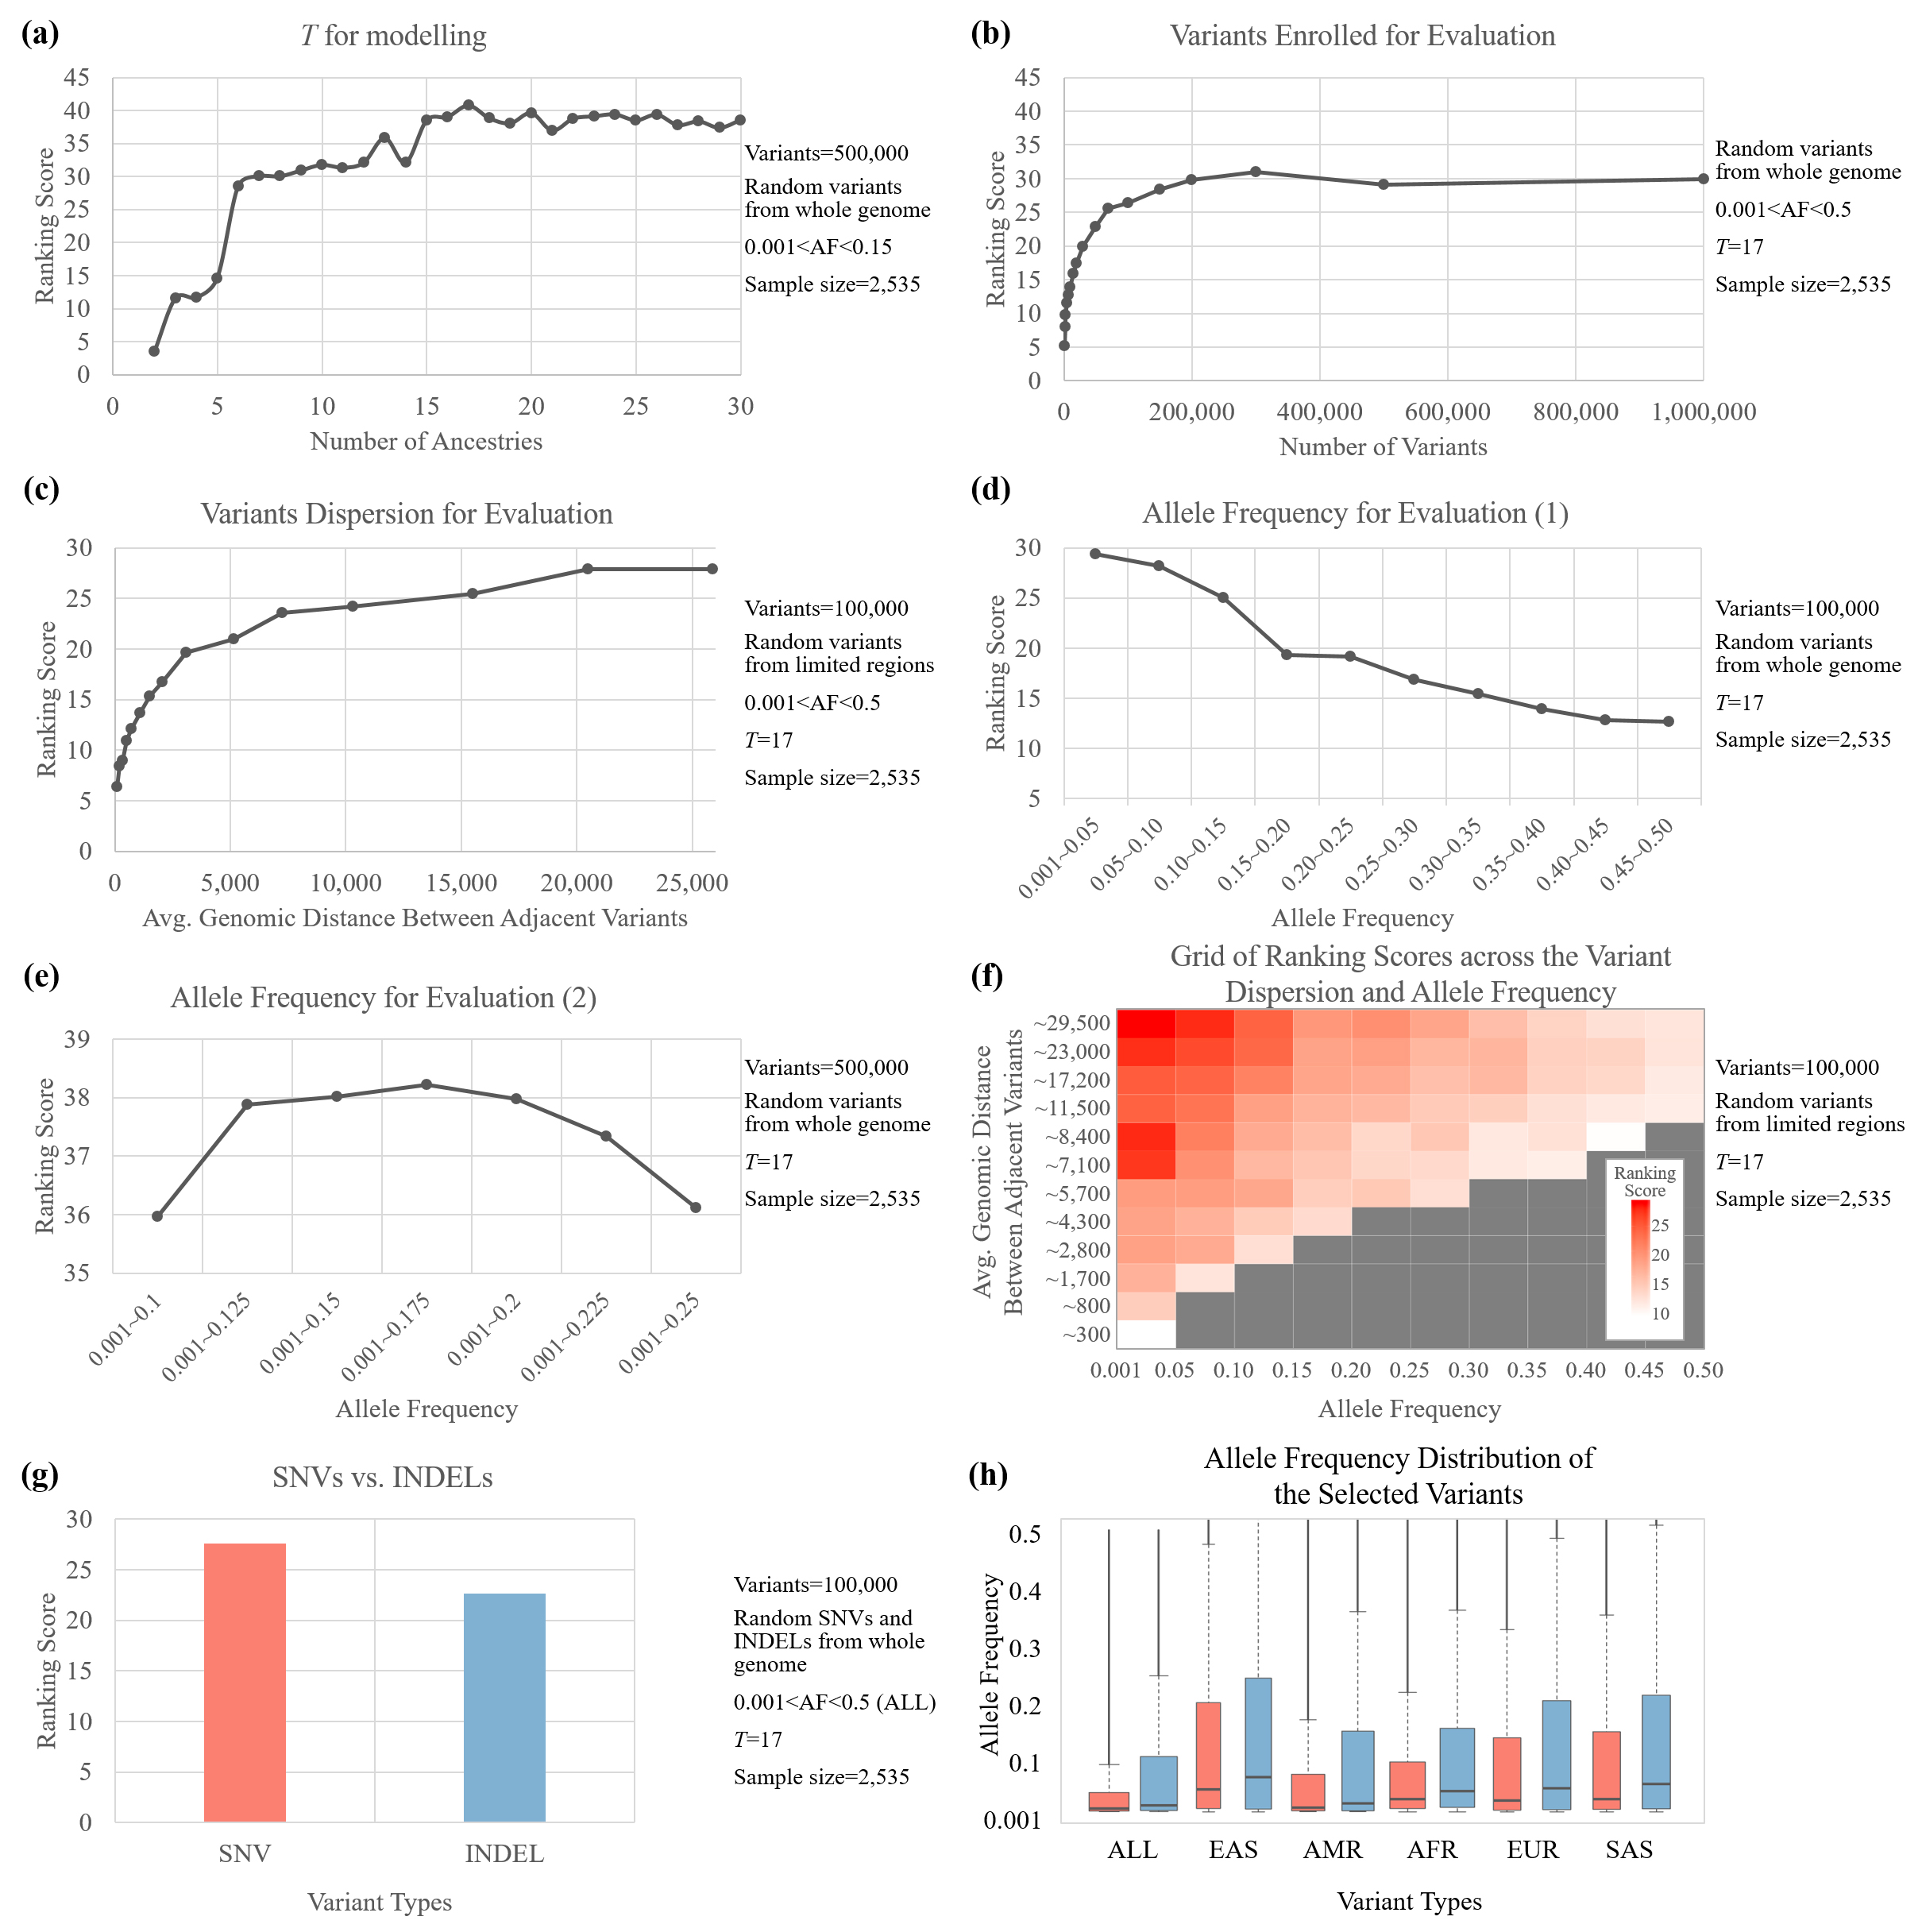 (a)
T for modelling
45
40
35
30
25
20
15
10
5
0
Ranking Score
0 5 10 15 20 25 30
Number of Ancestries
Variants=500,000
Random variants
from whole genome
0.001<AF<0.15
Sample size=2,535
(b)
Variants Enrolled for Evaluation
45
40
35
30
25
20
15
10
5
0
Ranking Score
0 200,000 400,000 600,000 800,000 1,000,000
Number of Variants
Random variants
from whole genome
0.001<AF<0.5
T=17
Sample size=2,535
(c)
Variants Dispersion for Evaluation
30
25
20
15
10
5
0
Ranking Score
0 5,000 10,000 15,000 20,000 25,000
Avg. Genomic Distance Between Adjacent Variants
Variants=100,000
Random variants
from limited regions
0.001<AF<0.5
T=17
Sample size=2,535
(d)
Allele Frequency for Evaluation (1)
30
25
20
15
10
5
Ranking Score
0.001~0.05 0.05~0.10 0.10~0.15 0.15~0.20 0.20~0.25 0.25~0.30 0.30~0.35 0.35~0.40 0.40~0.45 0.45~0.50
Allele Frequency
Variants=100,000
Random variants
from whole genome
T=17
Sample size=2,535
(e)
Allele Frequency for Evaluation (2)
39
38
37
36
35
Ranking Score
0.001~0.1 0.001~0.125 0.001~0.15 0.001~0.175 0.001~0.2 0.001~0.225 0.001~0.25
Allele Frequency
Variants=500,000
Random variants
from whole genome
T=17
Sample size=2,535
(f)
Grid of Ranking Scores across the Variant
Dispersion and Allele Frequency
Avg. Genomic Distance
Between Adjacent Variants
~29,500
~23,000
~17,200
~11,500
~8,400
~7,100
~5,700
~4,300
~2,800
~1,700
~800
~300
0.001 0.05 0.10 0.15 0.20 0.25 0.30 0.35 0.40 0.45 0.50
Allele Frequency
Ranking
Score
25
20
15
10
Variants=100,000
Random variants
from limited regions
T=17
Sample size=2,535
(g)
SNVs vs. INDELs
30
25
20
15
10
5
0
Ranking Score
SNV INDEL
Variant Types
Variants=100,000
Random SNVs and
INDELs from whole
genome
0.001<AF<0.5 (ALL)
T=17
Sample size=2,535
(h)
Allele Frequency Distribution of
the Selected Variants
0.5
0.4
0.3
0.2
0.1
0.001
Allele Frequency
ALL EAS AMR AFR EUR SAS
Variant Types